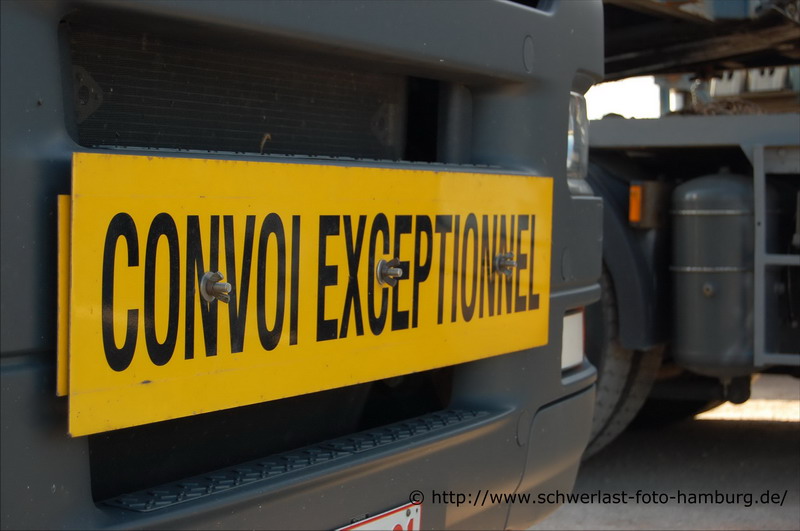 CONVOI EXCEPTIONNEL
© http://www.schwerlast-foto-hamburg.de/